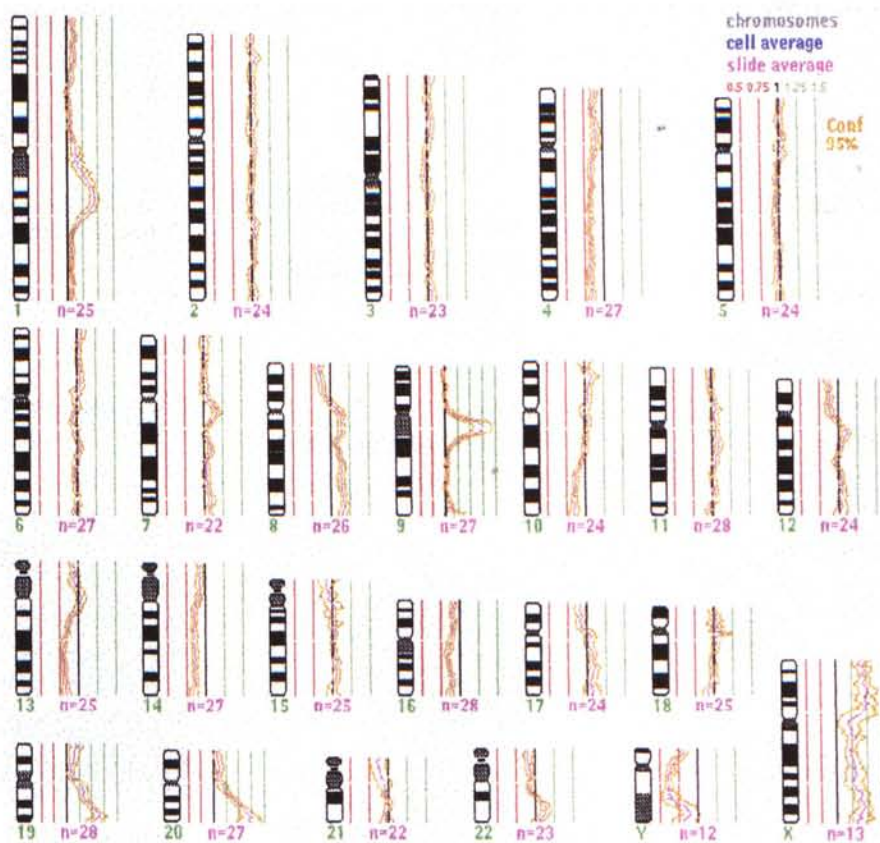 chromosomes
cell average
slide average
0.5 0.75 1 1.25 1.5
Conf
95%
1 n=25
2 n=24
3 n=23
4 n=27
5 n=24
6 n=27
7 n=22
8 n=26
9 n=27
10 n=24
11 n=28
12 n=24
13 n=25
14 n=27
15 n=25
16 n=28
17 n=24
18 n=25
19 n=28
20 n=27
21 n=22
22 n=23
Y n=12
X n=13